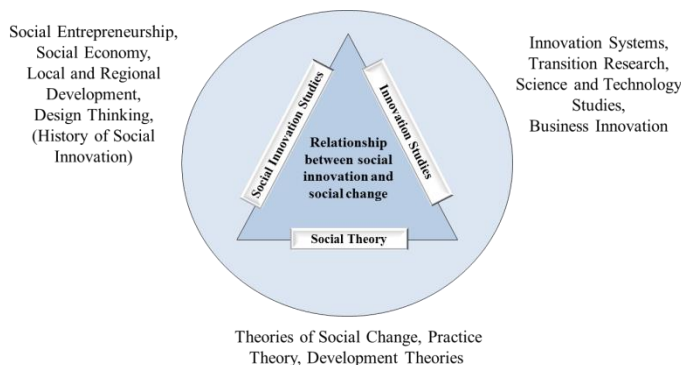 Social Entrepreneurship,
Social Economy,
Local and Regional
Development,
Design Thinking,
(History of Social
Innovation)
Innovation Systems,
Transition Research,
Science and Technology
Studies,
Business Innovation
Social Innovation Studies
Innovation Studies
Relationship
between social
innovation and
social change
Social Theory
Theories of Social Change, Practice
Theory, Development Theories